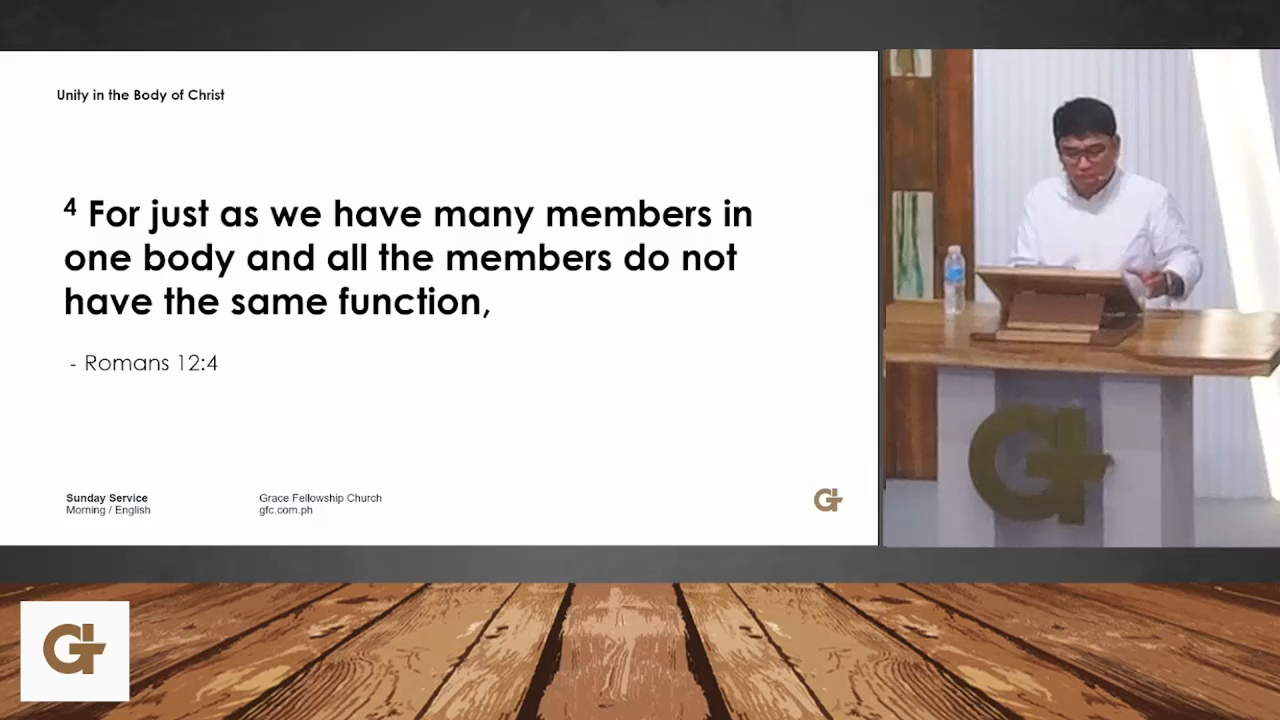 Unity in the Body of Christ
4 For just as we have many members in
one body and all the members do not
have the same function,
- Romans 12:4
Sunday Service
Morning / English
Grace Fellowship Church
gfc.com.ph